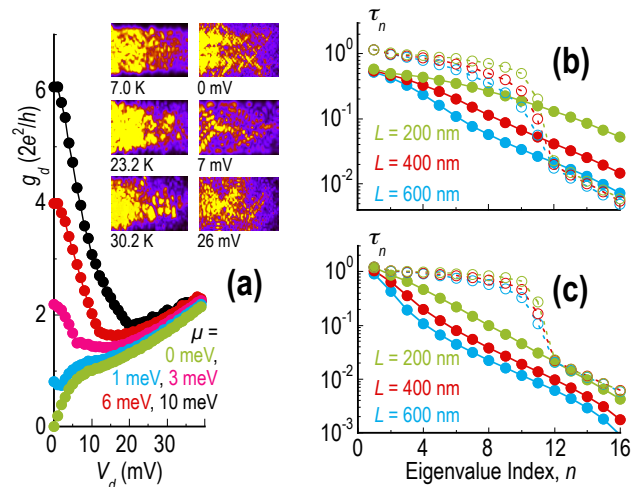 6
4
2
0
g_d (2e²/h)
0 10 20 30
V_d (mV)
7.0 K 0 mV
23.2 K 7 mV
30.2 K 26 mV
(a)
μ =
0 meV,
1 meV, 3 meV
6 meV, 10 meV
τ_n
(b)
10⁰
10⁻¹
10⁻²
L = 200 nm
L = 400 nm
L = 600 nm
τ_n
(c)
10¹
10⁰
10⁻¹
10⁻²
10⁻³
L = 200 nm
L = 400 nm
L = 600 nm
0 4 8 12 16
Eigenvalue Index, n